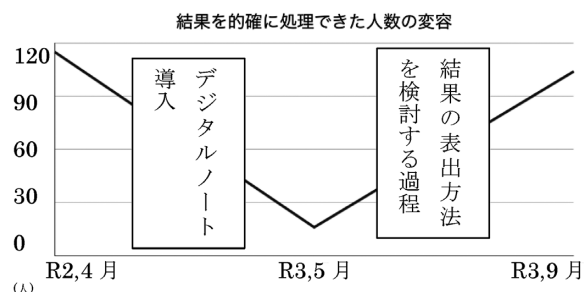 結果を的確に処理できた人数の変容
120
90
60
30
0
(人)
デジタルノート
導入
結果の表出方法
を検討する過程
R2,4月
R3,5月
R3,9月